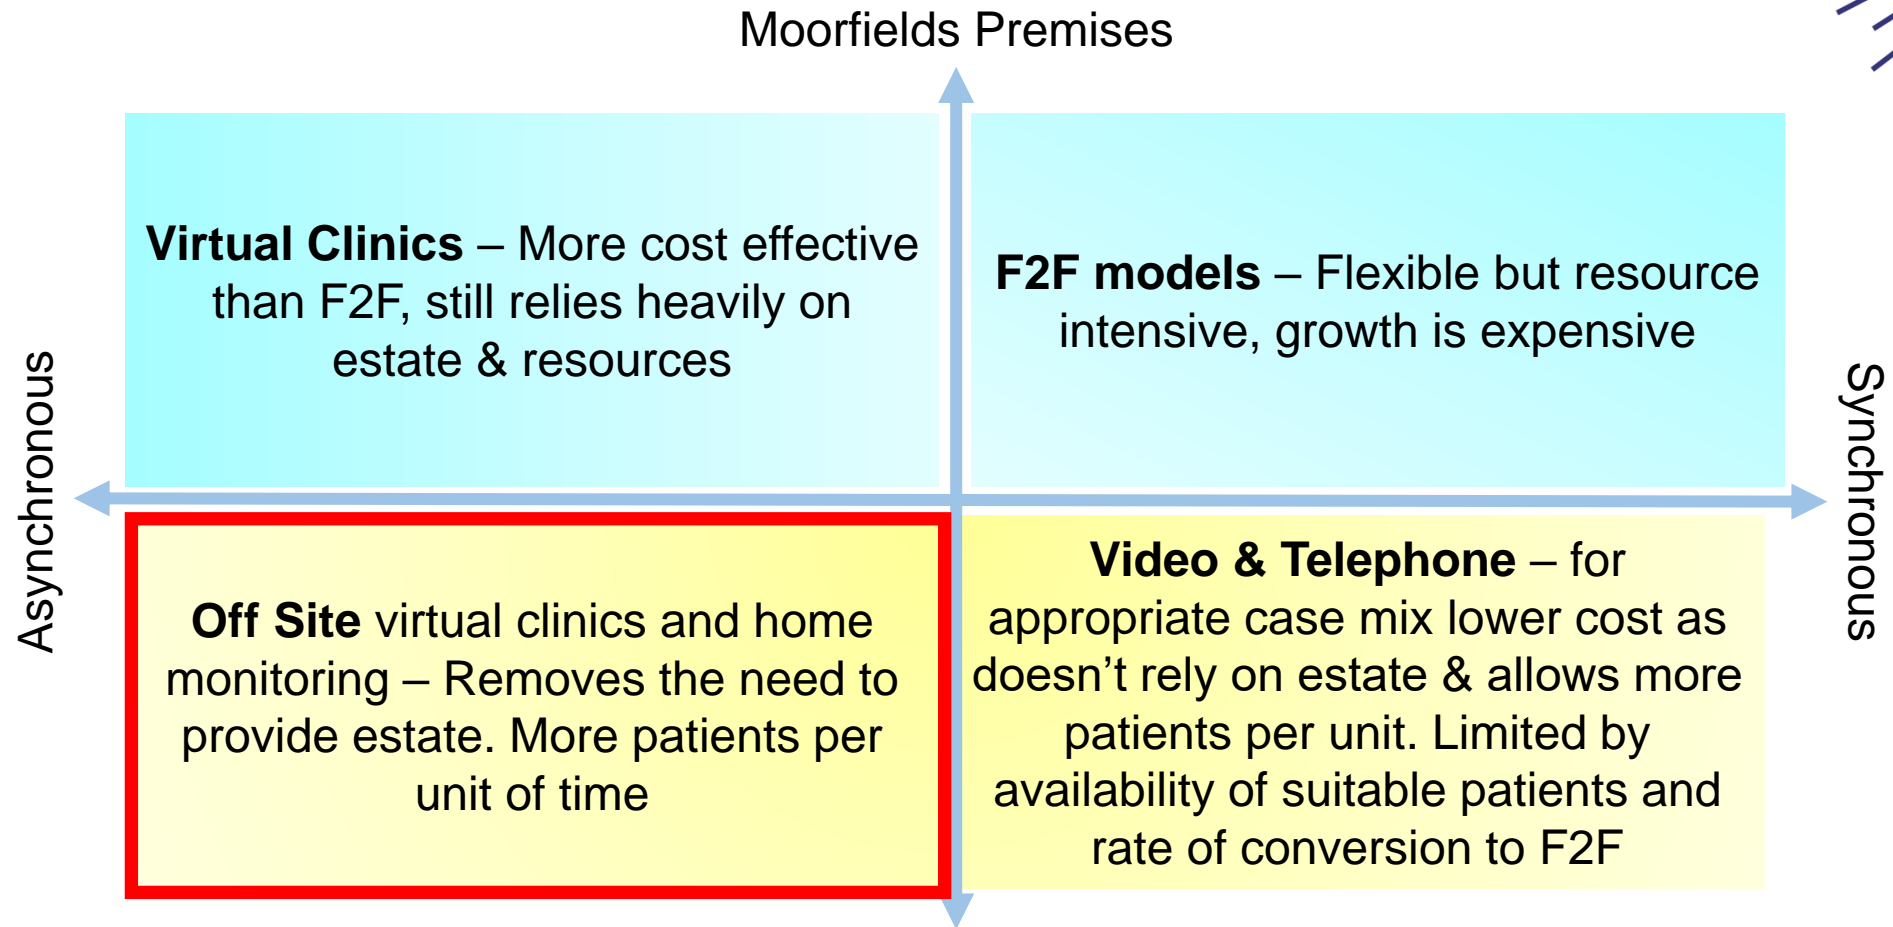 Moorfields Premises
Virtual Clinics – More cost effective
than F2F, still relies heavily on
estate & resources
F2F models – Flexible but resource
intensive, growth is expensive
Asynchronous
Synchronous
Off Site virtual clinics and home
monitoring – Removes the need to
provide estate. More patients per
unit of time
Video & Telephone – for
appropriate case mix lower cost as
doesn’t rely on estate & allows more
patients per unit. Limited by
availability of suitable patients and
rate of conversion to F2F